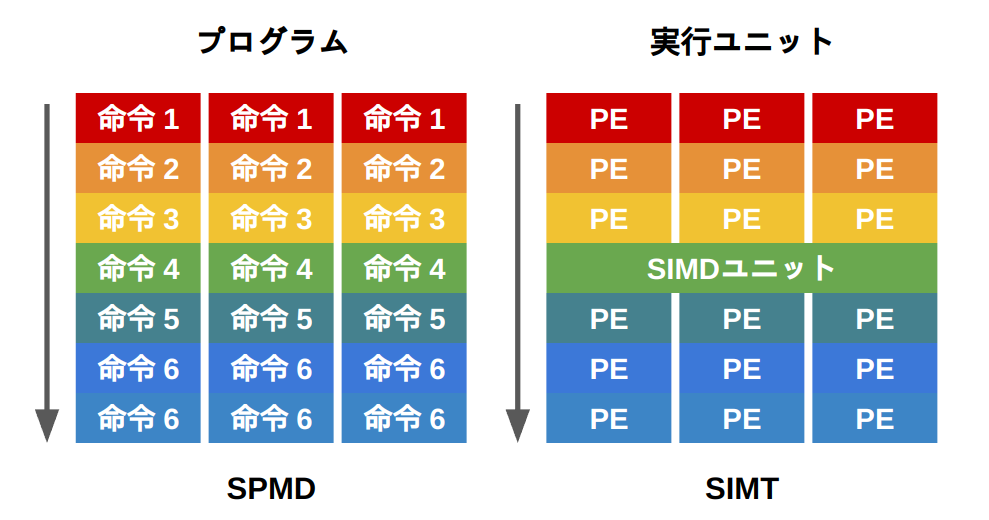 プログラム 実行ユニット
命令 1 命令 1 命令 1 PE PE PE
命令 2 命令 2 命令 2 PE PE PE
命令 3 命令 3 命令 3 PE PE PE
命令 4 命令 4 命令 4 SIMDユニット
命令 5 命令 5 命令 5 PE PE PE
命令 6 命令 6 命令 6 PE PE PE
命令 6 命令 6 命令 6 PE PE PE
SPMD SIMT